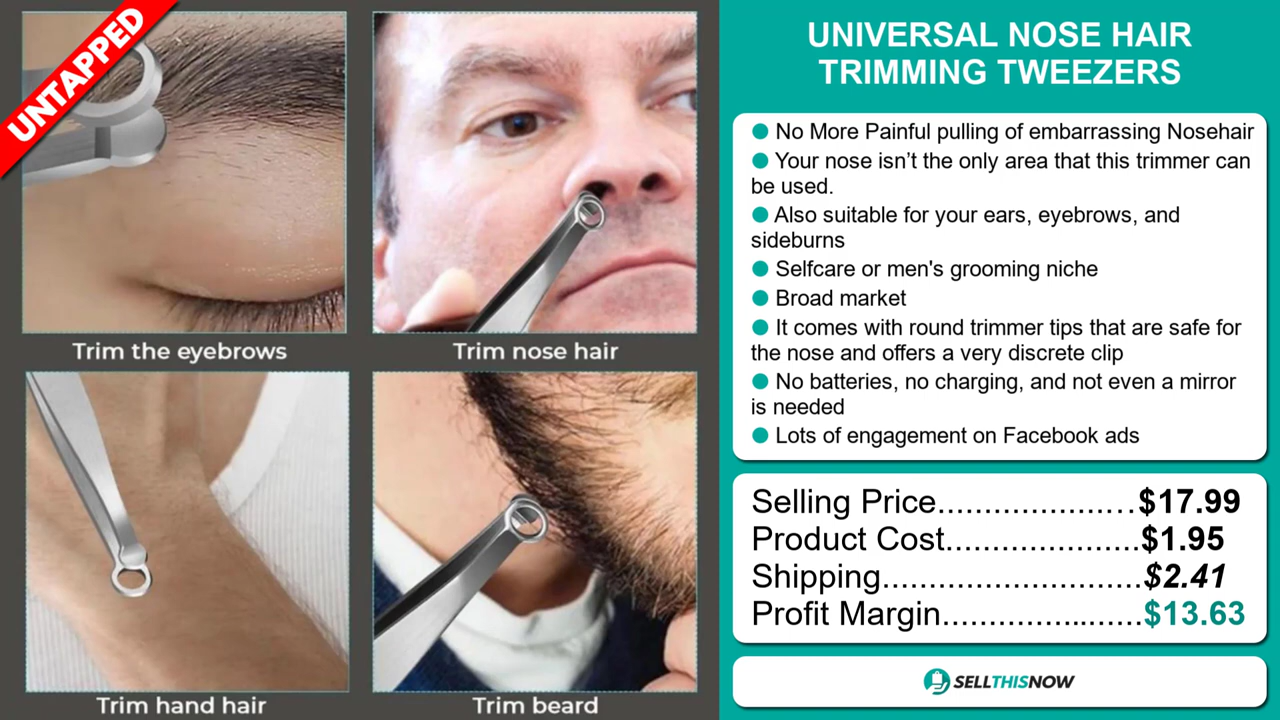 UNTAPPED
Trim the eyebrows
Trim nose hair
Trim hand hair
Trim beard
UNIVERSAL NOSE HAIR
TRIMMING TWEEZERS
● No More Painful pulling of embarrassing Nosehair
● Your nose isn’t the only area that this trimmer can
be used.
● Also suitable for your ears, eyebrows, and
sideburns
● Selfcare or men's grooming niche
● Broad market
● It comes with round trimmer tips that are safe for
the nose and offers a very discrete clip
● No batteries, no charging, and not even a mirror
is needed
● Lots of engagement on Facebook ads
Selling Price.....................$17.99
Product Cost.....................$1.95
Shipping............................$2.41
Profit Margin......................$13.63
SELLTHISNOW